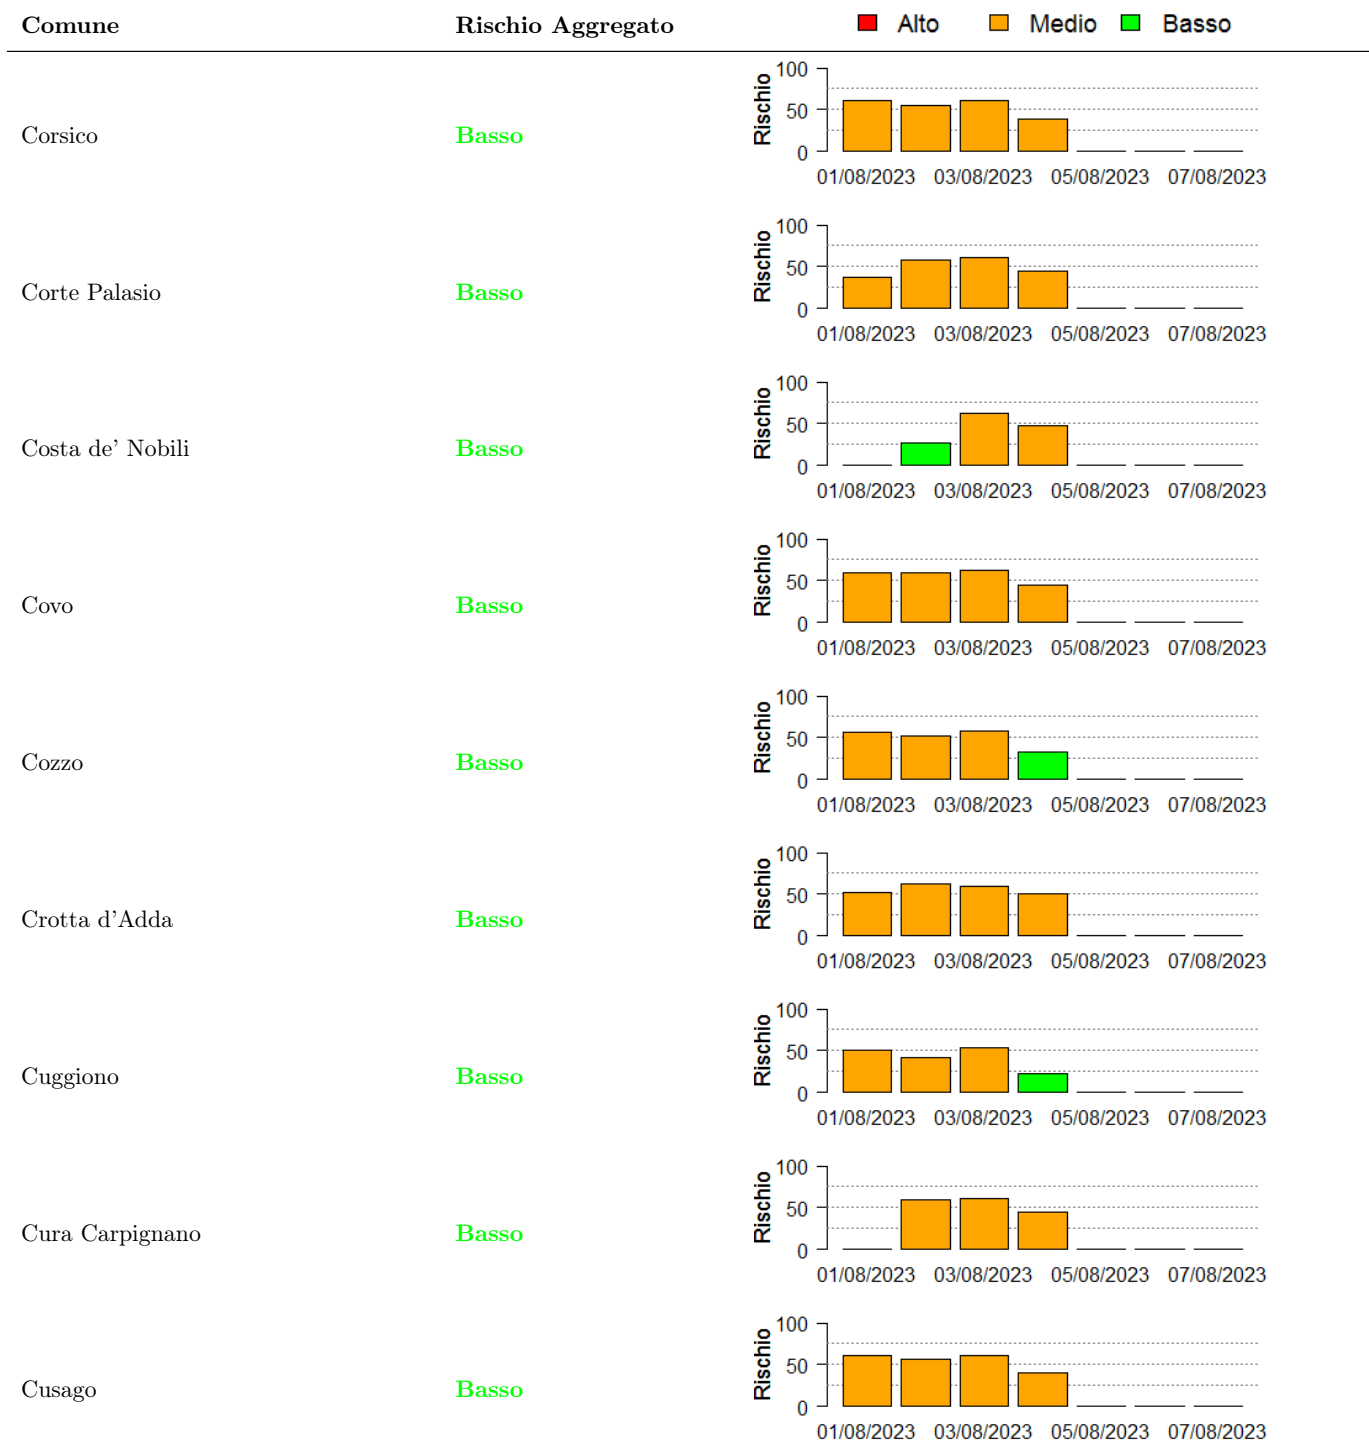 Comune Rischio Aggregato Alto Medio Basso
100
50
0
Rischio
Corsico Basso
01/08/2023 03/08/2023 05/08/2023 07/08/2023
100
50
0
Rischio
Corte Palasio Basso
01/08/2023 03/08/2023 05/08/2023 07/08/2023
100
50
0
Rischio
Costa de' Nobili Basso
01/08/2023 03/08/2023 05/08/2023 07/08/2023
100
50
0
Rischio
Covo Basso
01/08/2023 03/08/2023 05/08/2023 07/08/2023
100
50
0
Rischio
Cozzo Basso
01/08/2023 03/08/2023 05/08/2023 07/08/2023
100
50
0
Rischio
Crotta d'Adda Basso
01/08/2023 03/08/2023 05/08/2023 07/08/2023
100
50
0
Rischio
Cuggiono Basso
01/08/2023 03/08/2023 05/08/2023 07/08/2023
100
50
0
Rischio
Cura Carpignano Basso
01/08/2023 03/08/2023 05/08/2023 07/08/2023
100
50
0
Rischio
Cusago Basso
01/08/2023 03/08/2023 05/08/2023 07/08/2023